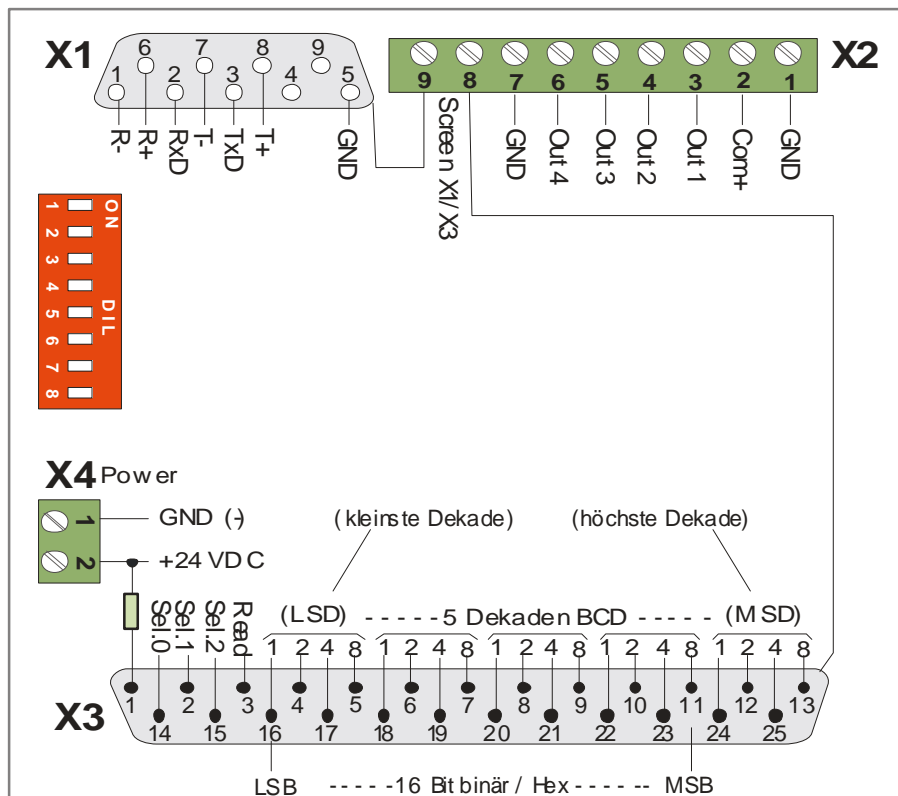 X1
6 7 8 9
1 2 3 4 5
R- R+ RxD T- TxD T+ GND
X2
9 8 7 6 5 4 3 2 1
Screen X1/X3 GND Out 4 Out 3 Out 2 Out 1 Com+ GND
ON
DIL
1
2
3
4
5
6
7
8
X4 Power
1 GND (-)
2 +24 VDC
(kleinste Dekade) (höchste Dekade)
Sel.0 Sel.1 Sel.2 Read
(LSD) - - - - - 5 Dekaden BCD - - - - - (MSD)
1 2 4 8 1 2 4 8 1 2 4 8 1 2 4 8 1 2 4 8
X3
1 2 3 4 5 6 7 8 9 10 11 12 13
14 15 16 17 18 19 20 21 22 23 24 25
LSB - - - - -16 Bit binär / Hex - - - - - -- MSB